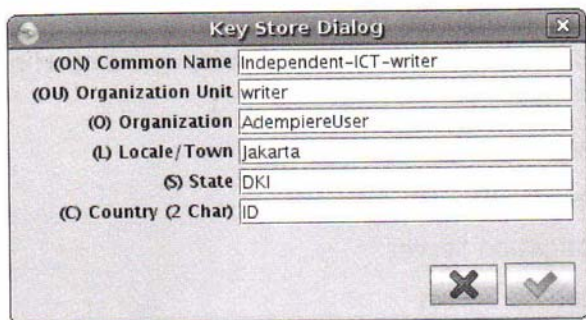 Key Store Dialog
(ON) Common Name Independent-ICT-writer
(OU) Organization Unit writer
(O) Organization AdempiereUser
(L) Locale/Town Jakarta
(S) State DKI
(C) Country (2 Char) ID